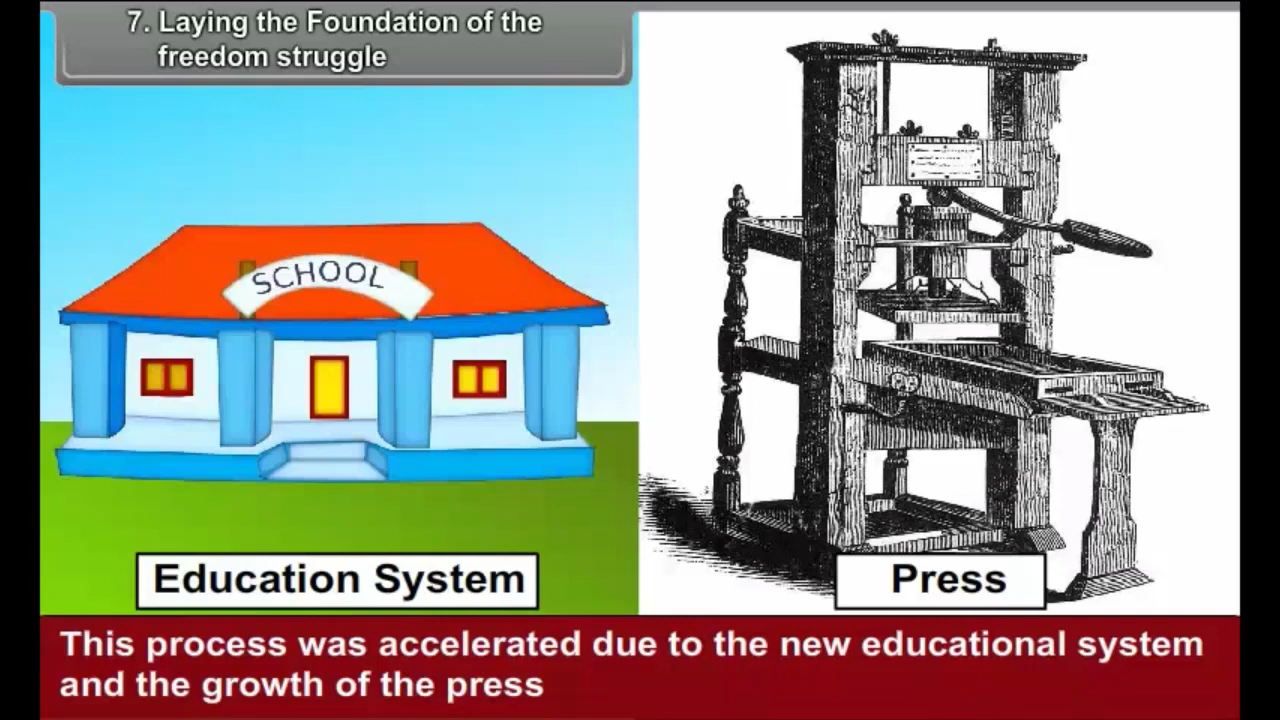 7. Laying the Foundation of the
freedom struggle
SCHOOL
Education System
Press
This process was accelerated due to the new educational system
and the growth of the press